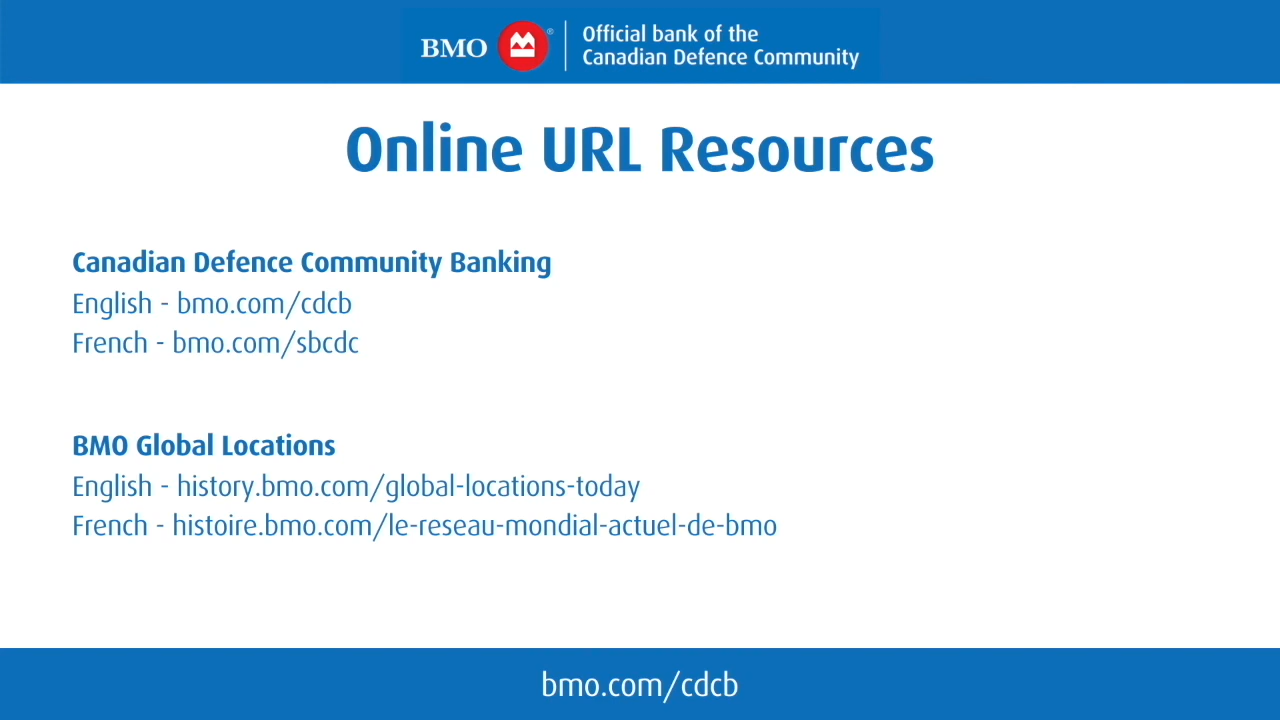 BMO ® Official bank of the
Canadian Defence Community
Online URL Resources
Canadian Defence Community Banking
English - bmo.com/cdcb
French - bmo.com/sbcdc
BMO Global Locations
English - history.bmo.com/global-locations-today
French - histoire.bmo.com/le-reseau-mondial-actuel-de-bmo
bmo.com/cdcb